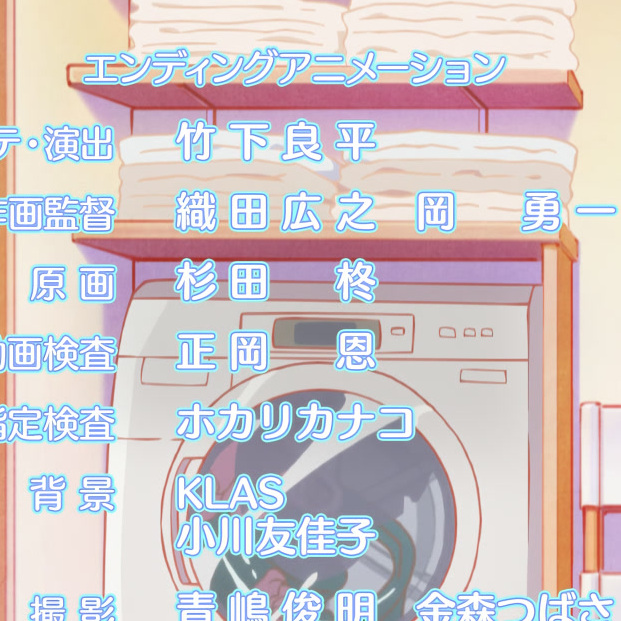 エンディングアニメーション
テ・演出 竹下良平
作画監督 織田広之 岡 勇一
原画 杉田 柊
動画検査 正岡 恩
指定検査 ホカリカナコ
背景 KLAS
小川友佳子
撮影 青嶋俊明 金森つばさ